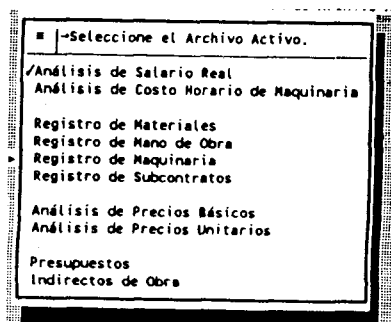 →Seleccione el Archivo Activo.
√Análisis de Salario Real
Análisis de Costo Horario de Maquinaria
Registro de Materiales
Registro de Mano de Obra
Registro de Maquinaria
Registro de Subcontratos
Análisis de Precios Básicos
Análisis de Precios Unitarios
Presupuestos
Indirectos de Obra